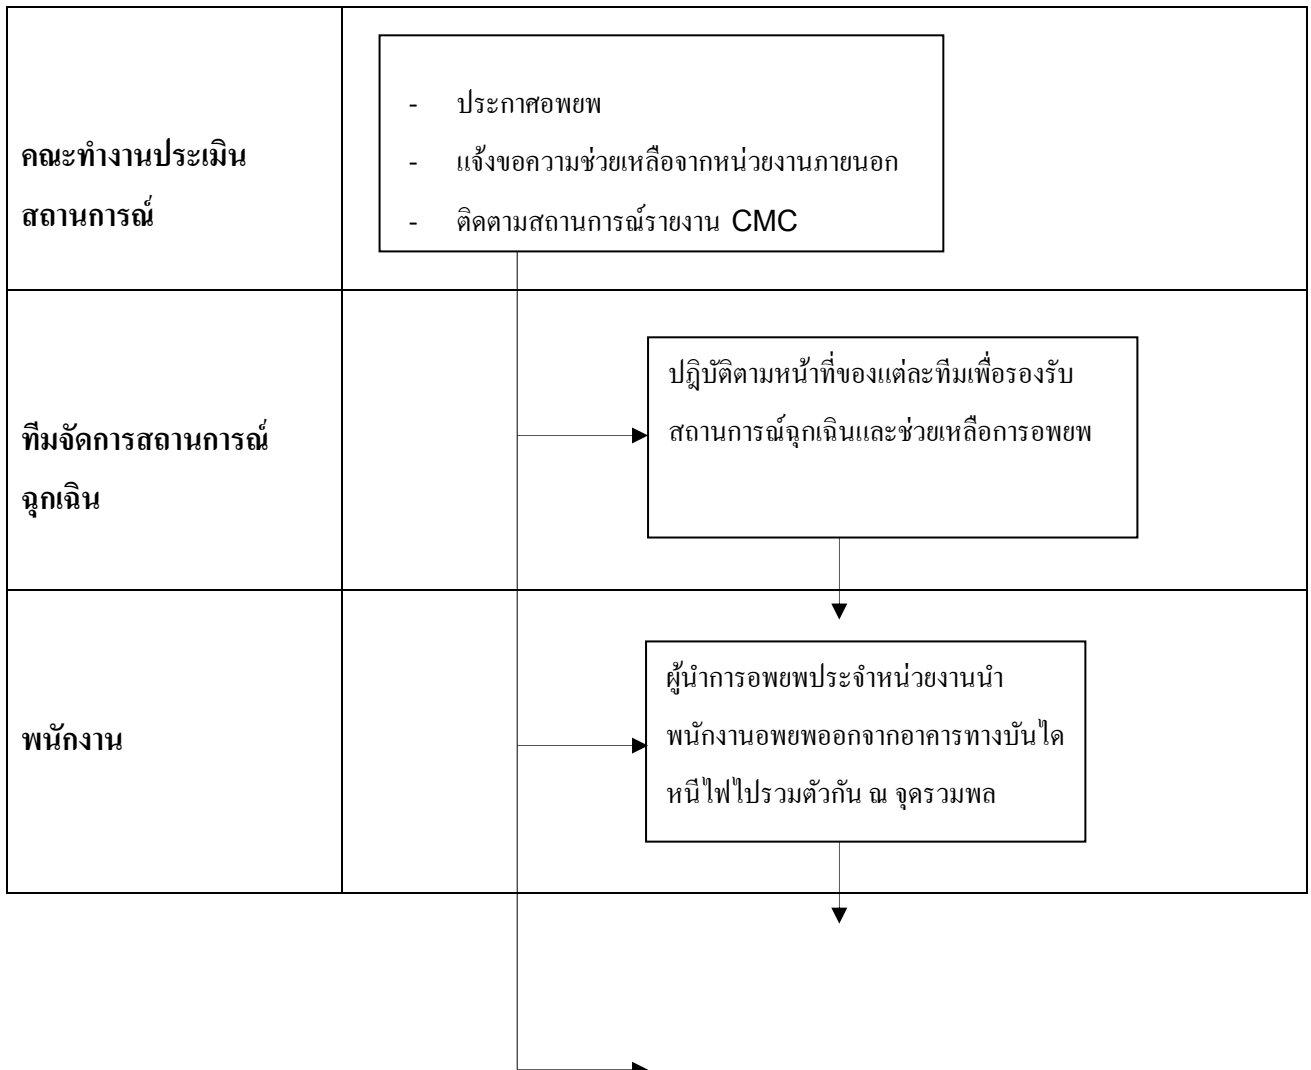 คณะทำงานประเมิน
สถานการณ์
- ประกาศอพยพ
- แจ้งขอความช่วยเหลือจากหน่วยงานภายนอก
- ติดตามสถานการณ์รายงาน CMC
ทีมจัดการสถานการณ์
ฉุกเฉิน
ปฎิบัติตามหน้าที่ของแต่ละทีมเพื่อรองรับ
สถานการณ์ฉุกเฉินและช่วยเหลือการอพยพ
พนักงาน
ผู้นำการอพยพประจำหน่วยงานนำ
พนักงานอพยพออกจากอาคารทางบันได
หนีไฟไปรวมตัวกัน ณ จุดรวมพล